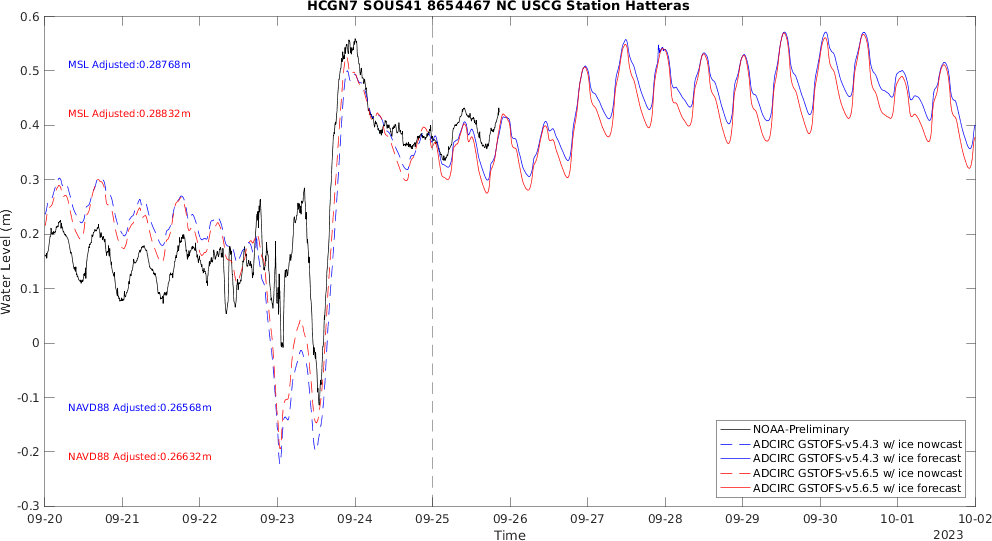 HCGN7 SOUS41 8654467 NC USCG Station Hatteras
0.6
0.5
0.4
0.3
0.2
0.1
0
-0.1
-0.2
-0.3
Water Level (m)
MSL Adjusted:0.28768m
MSL Adjusted:0.28832m
NAVD88 Adjusted:0.26568m
NAVD88 Adjusted:0.26632m
NOAA-Preliminary
ADCIRC GSTOFS-v5.4.3 w/ ice nowcast
ADCIRC GSTOFS-v5.4.3 w/ ice forecast
ADCIRC GSTOFS-v5.6.5 w/ ice nowcast
ADCIRC GSTOFS-v5.6.5 w/ ice forecast
09-20 09-21 09-22 09-23 09-24 09-25 09-26 09-27 09-28 09-29 09-30 10-01 10-02
Time
2023